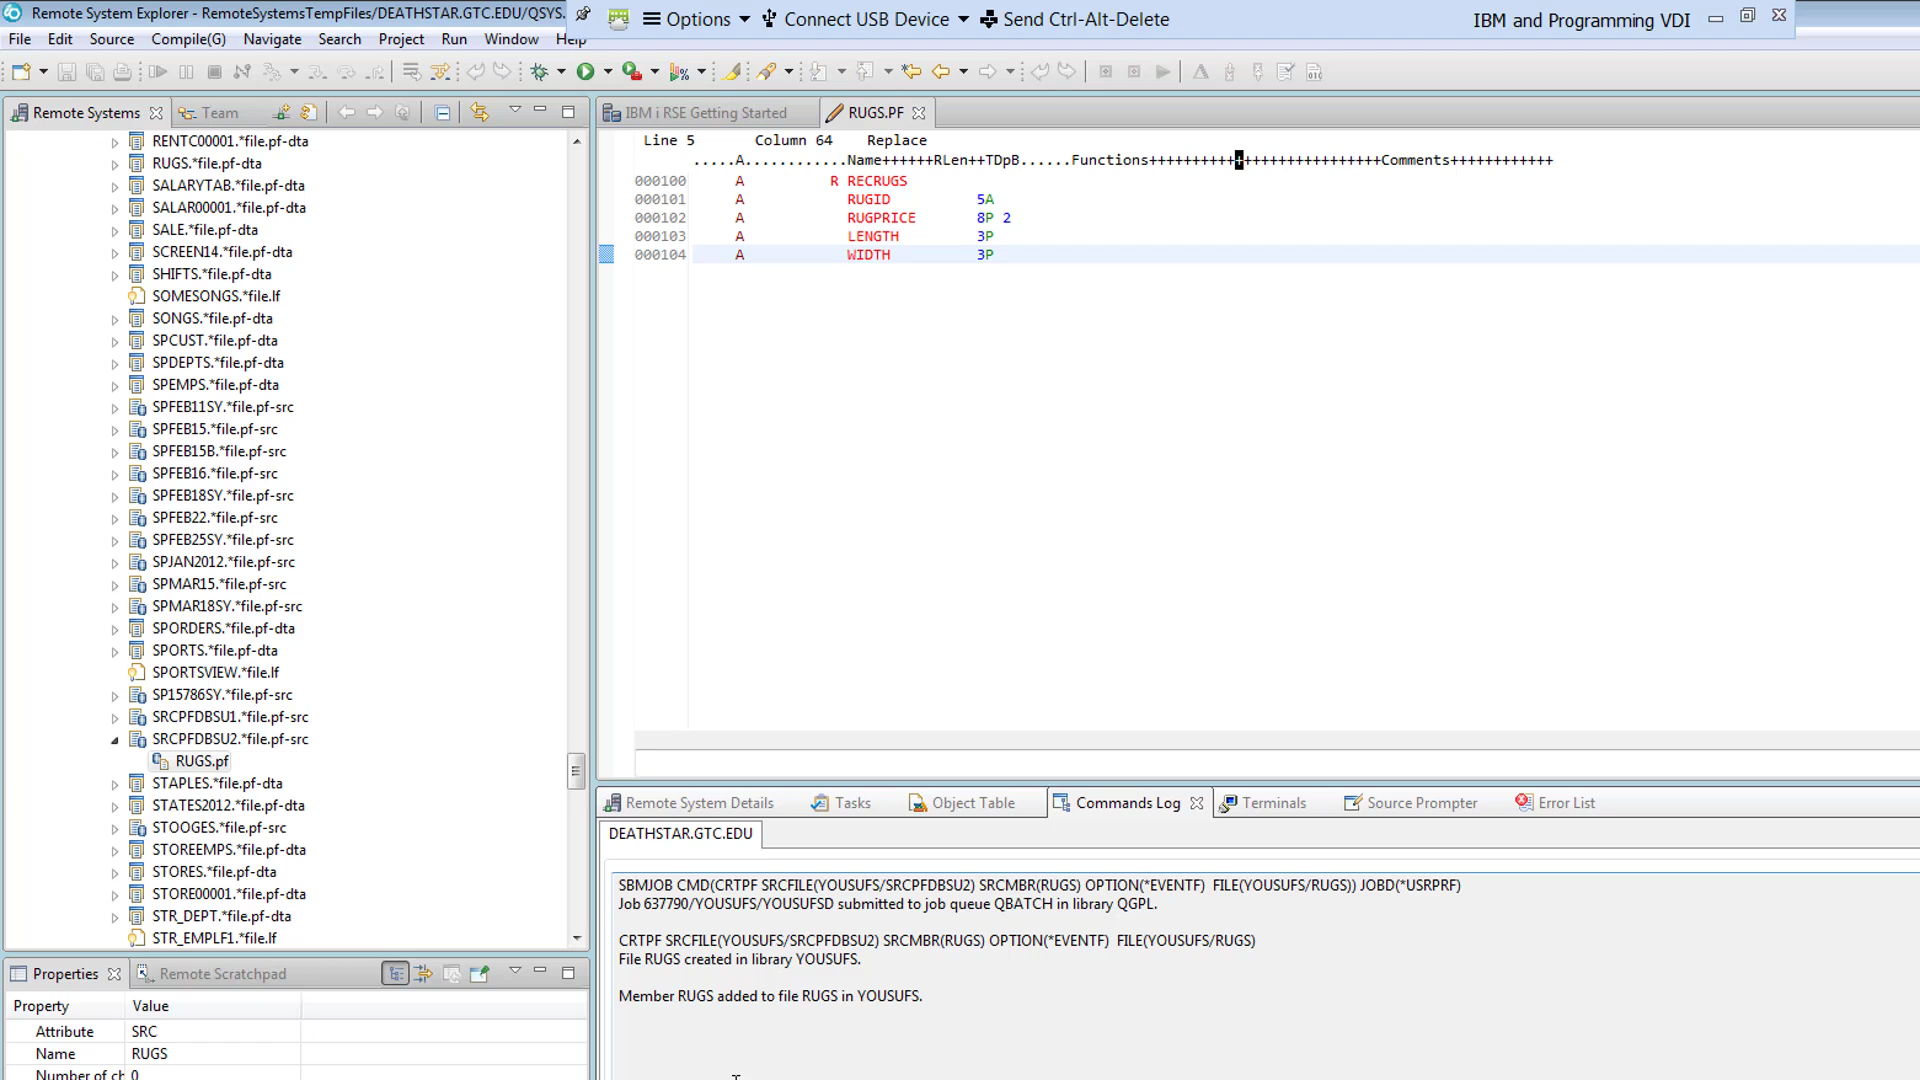 Remote System Explorer - RemoteSystemsTempFiles/DEATHSTAR.GTC.EDU/QSYS.
Options
Connect USB Device
Send Ctrl-Alt-Delete
IBM and Programming VDI
File Edit Source Compile(G) Navigate Search Project Run Window Help
Remote Systems
Team
RENTC00001.*file.pf-dta
RUGS.*file.pf-dta
SALARYTAB.*file.pf-dta
SALAR00001.*file.pf-dta
SALE.*file.pf-dta
SCREEN14.*file.pf-dta
SHIFTS.*file.pf-dta
SOMESONGS.*file.lf
SONGS.*file.pf-dta
SPCUST.*file.pf-dta
SPDEPTS.*file.pf-dta
SPEMPS.*file.pf-dta
SPFEB11SY.*file.pf-src
SPFEB15.*file.pf-src
SPFEB15B.*file.pf-src
SPFEB16.*file.pf-src
SPFEB18SY.*file.pf-src
SPFEB22.*file.pf-src
SPFEB25SY.*file.pf-src
SPJAN2012.*file.pf-src
SPMAR15.*file.pf-src
SPMAR18SY.*file.pf-src
SPORDERS.*file.pf-dta
SPORTS.*file.pf-dta
SPORTSVIEW.*file.lf
SP15786SY.*file.pf-src
SRCPFDBSU1.*file.pf-src
SRCPFDBSU2.*file.pf-src
RUGS.pf
STAPLES.*file.pf-dta
STATES2012.*file.pf-dta
STOOGES.*file.pf-src
STOREEMPS.*file.pf-dta
STORES.*file.pf-dta
STORE00001.*file.pf-dta
STR_DEPT.*file.pf-dta
STR_EMPLF1.*file.lf
Properties
Remote Scratchpad
Property Value
Attribute SRC
Name RUGS
Number of ch 0
IBM i RSE Getting Started
RUGS.PF
Line 5 Column 64 Replace
.....A............Name++++++RLen++TDpB......Functions+++++++++++++++++++++++++++Comments++++++++++++
000100 A R RECRUGS
000101 A RUGID 5A
000102 A RUGPRICE 8P 2
000103 A LENGTH 3P
000104 A WIDTH 3P
Remote System Details
Tasks
Object Table
Commands Log
Terminals
Source Prompter
Error List
DEATHSTAR.GTC.EDU
SBMJOB CMD(CRTPF SRCFILE(YOUSUFS/SRCPFDBSU2) SRCMBR(RUGS) OPTION(*EVENTF) FILE(YOUSUFS/RUGS)) JOBD(*USRPRF)
Job 637790/YOUSUFS/YOUSUFSD submitted to job queue QBATCH in library QGPL.
CRTPF SRCFILE(YOUSUFS/SRCPFDBSU2) SRCMBR(RUGS) OPTION(*EVENTF) FILE(YOUSUFS/RUGS)
File RUGS created in library YOUSUFS.
Member RUGS added to file RUGS in YOUSUFS.